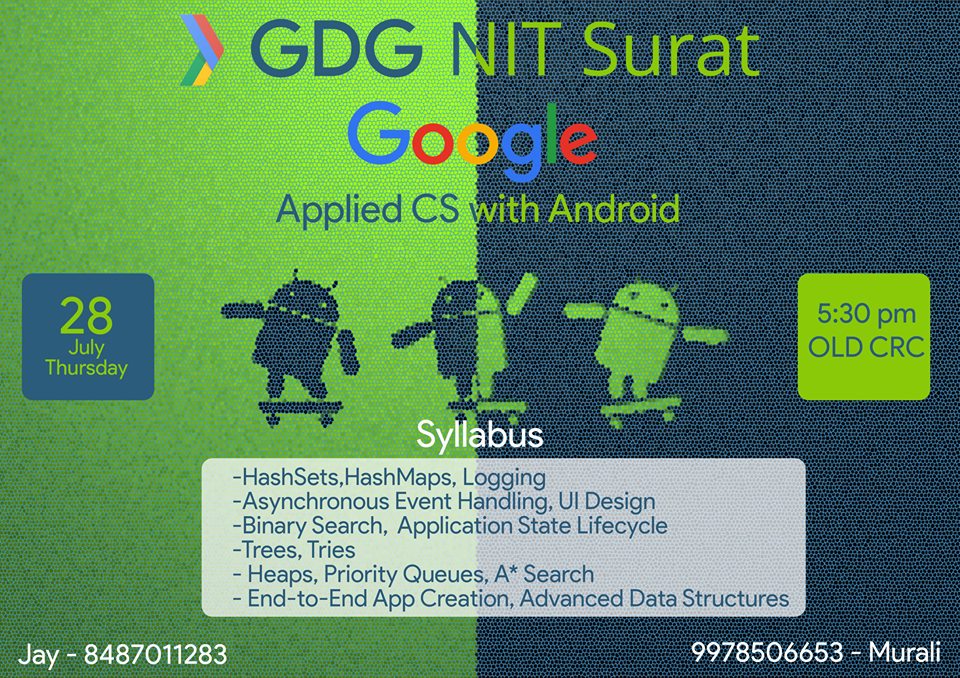 GDG NIT Surat
Google
Applied CS with Android
28
July
Thursday
5:30 pm
OLD CRC
Syllabus
-HashSets,HashMaps, Logging
-Asynchronous Event Handling, UI Design
-Binary Search,  Application State Lifecycle
-Trees, Tries
- Heaps, Priority Queues, A* Search
- End-to-End App Creation, Advanced Data Structures
Jay - 8487011283
9978506653 - Murali